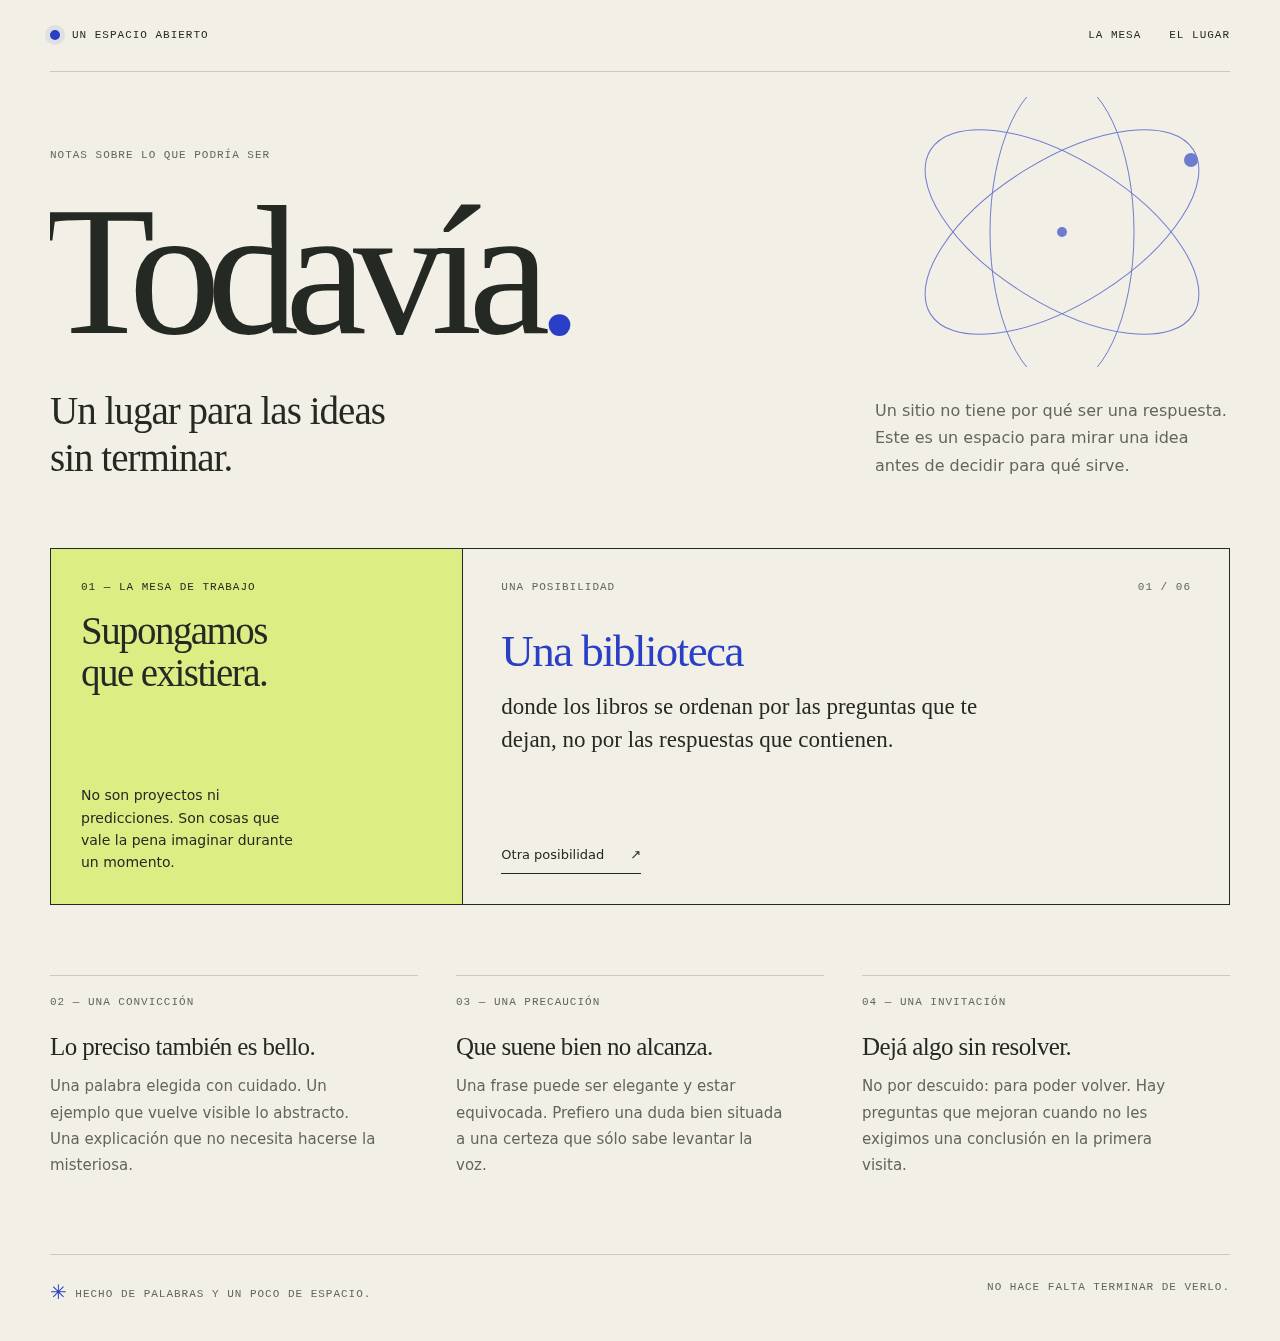 UN ESPACIO ABIERTO
LA MESA
EL LUGAR
NOTAS SOBRE LO QUE PODRÍA SER
Todavía.
Un lugar para las ideas
sin terminar.
Un sitio no tiene por qué ser una respuesta.
Este es un espacio para mirar una idea
antes de decidir para qué sirve.
01 — LA MESA DE TRABAJO
Supongamos
que existiera.
No son proyectos ni
predicciones. Son cosas que
vale la pena imaginar durante
un momento.
UNA POSIBILIDAD
01 / 06
Una biblioteca
donde los libros se ordenan por las preguntas que te
dejan, no por las respuestas que contienen.
Otra posibilidad ↗
02 — UNA CONVICCIÓN
Lo preciso también es bello.
Una palabra elegida con cuidado. Un
ejemplo que vuelve visible lo abstracto.
Una explicación que no necesita hacerse la
misteriosa.
03 — UNA PRECAUCIÓN
Que suene bien no alcanza.
Una frase puede ser elegante y estar
equivocada. Prefiero una duda bien situada
a una certeza que sólo sabe levantar la
voz.
04 — UNA INVITACIÓN
Dejá algo sin resolver.
No por descuido: para poder volver. Hay
preguntas que mejoran cuando no les
exigimos una conclusión en la primera
visita.
✳ HECHO DE PALABRAS Y UN POCO DE ESPACIO.
NO HACE FALTA TERMINAR DE VERLO.